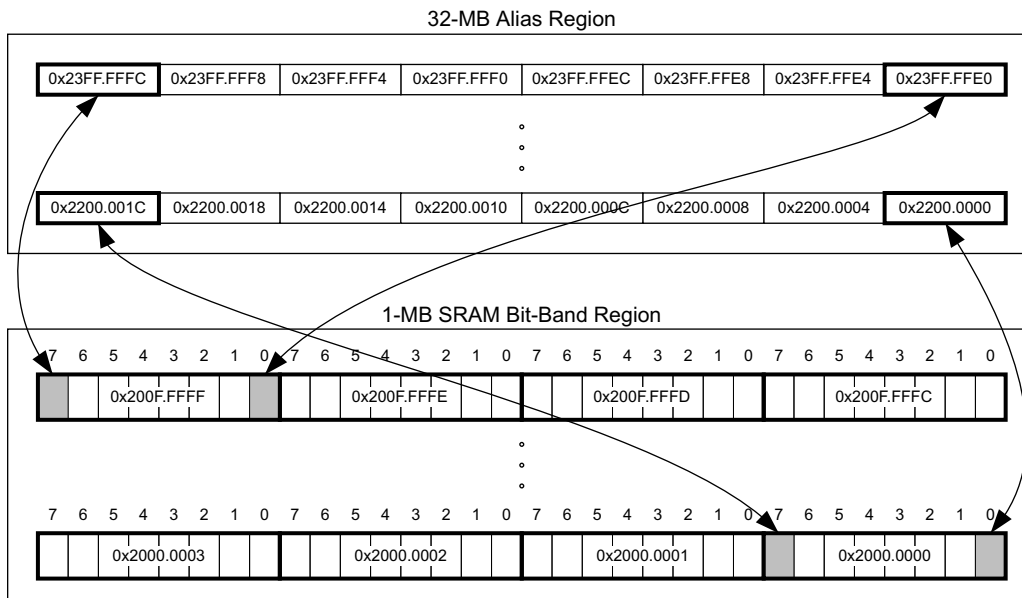 32-MB Alias Region
0x23FF.FFFC 0x23FF.FFF8 0x23FF.FFF4 0x23FF.FFF0 0x23FF.FFEC 0x23FF.FFE8 0x23FF.FFE4 0x23FF.FFE0
0x2200.001C 0x2200.0018 0x2200.0014 0x2200.0010 0x2200.000C 0x2200.0008 0x2200.0004 0x2200.0000
1-MB SRAM Bit-Band Region
7 6 5 4 3 2 1 0 7 6 5 4 3 2 1 0 7 6 5 4 3 2 1 0 7 6 5 4 3 2 1 0
0x200F.FFFF 0x200F.FFFE 0x200F.FFFD 0x200F.FFFC
7 6 5 4 3 2 1 0 7 6 5 4 3 2 1 0 7 6 5 4 3 2 1 0 7 6 5 4 3 2 1 0
0x2000.0003 0x2000.0002 0x2000.0001 0x2000.0000